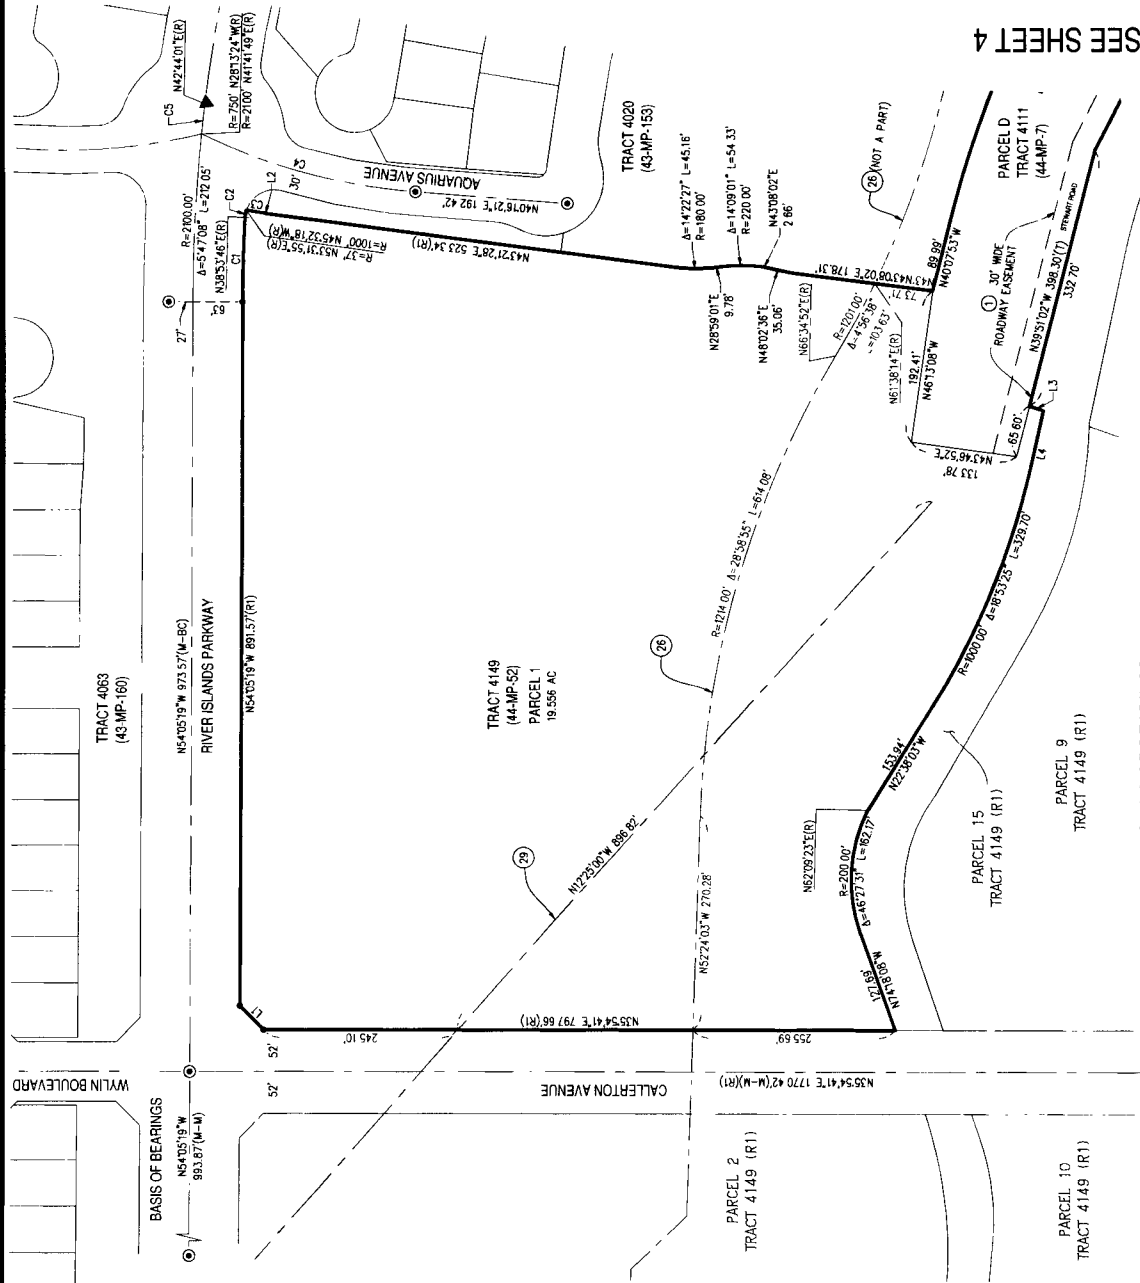 SEE SHEET 4
N42°44'01"E(R)
C5
R=750' N28°13'24"W(R)
R=2100' N41°41'49"E(R)
TRACT 4020
(43-MP-153)
AQUARIUS AVENUE
C4
L2
30'
C3
C2
N40°16'21"E 192.42'
R=2100.00'
Δ=5°47'08" L=212.05'
N38°53'46"E(R)
C1
63'
27'
R=1000' N45°32'18"W(R)
R=37' N53°31'55"E(R)
N43°21'28"E 523.34'(R1)
Δ=14°22'27" L=45.16'
R=180.00'
Δ=14°09'01" L=54.33'
R=220.00'
N43°08'02"E
2.66'
N28°59'01"E
9.78'
N48°02'36"E
35.06'
N43°08'02"E 178.31'
N66°34'52"E(R)
R=1201.00'
Δ=4°56'38"
L=103.63'
N61°38'14"E(R)
73.71'
26 (NOT A PART)
89.99'
N40°07'53"W
192.41'
N46°13'08"W
PARCEL D
TRACT 4111
(44-MP-7)
1 30' WIDE
ROADWAY EASEMENT
STEWART ROAD
N39°51'02"W 398.30'(T)
332.70'
65.60'
L3
L4
N43°46'52"E
133.78'
TRACT 4063
(43-MP-160)
N54°05'19"W 973.57'(M-BC)
RIVER ISLANDS PARKWAY
N54°05'19"W 891.57'(R1)
TRACT 4149
(44-MP-52)
PARCEL 1
19.556 AC
R=1214.00' Δ=28°58'55" L=614.08'
26
29
N12°25'00"W 896.82'
N52°24'03"W 270.28'
R=1000.00' Δ=18°53'25" L=329.70'
153.94'
N22°38'03"W
N62°09'23"E(R)
R=200.00'
Δ=46°27'31" L=162.17'
127.69'
N74°18'08"W
PARCEL 15
TRACT 4149 (R1)
PARCEL 9
TRACT 4149 (R1)
L1
245.10'
N35°54'41"E 797.66'(R1)
255.69'
52'
52'
WYLIN BOULEVARD
CALLERTON AVENUE
N35°54'41"E 1770.42'(M-M)(R1)
BASIS OF BEARINGS
N54°05'19"W
993.87'(M-M)
PARCEL 2
TRACT 4149 (R1)
PARCEL 10
TRACT 4149 (R1)